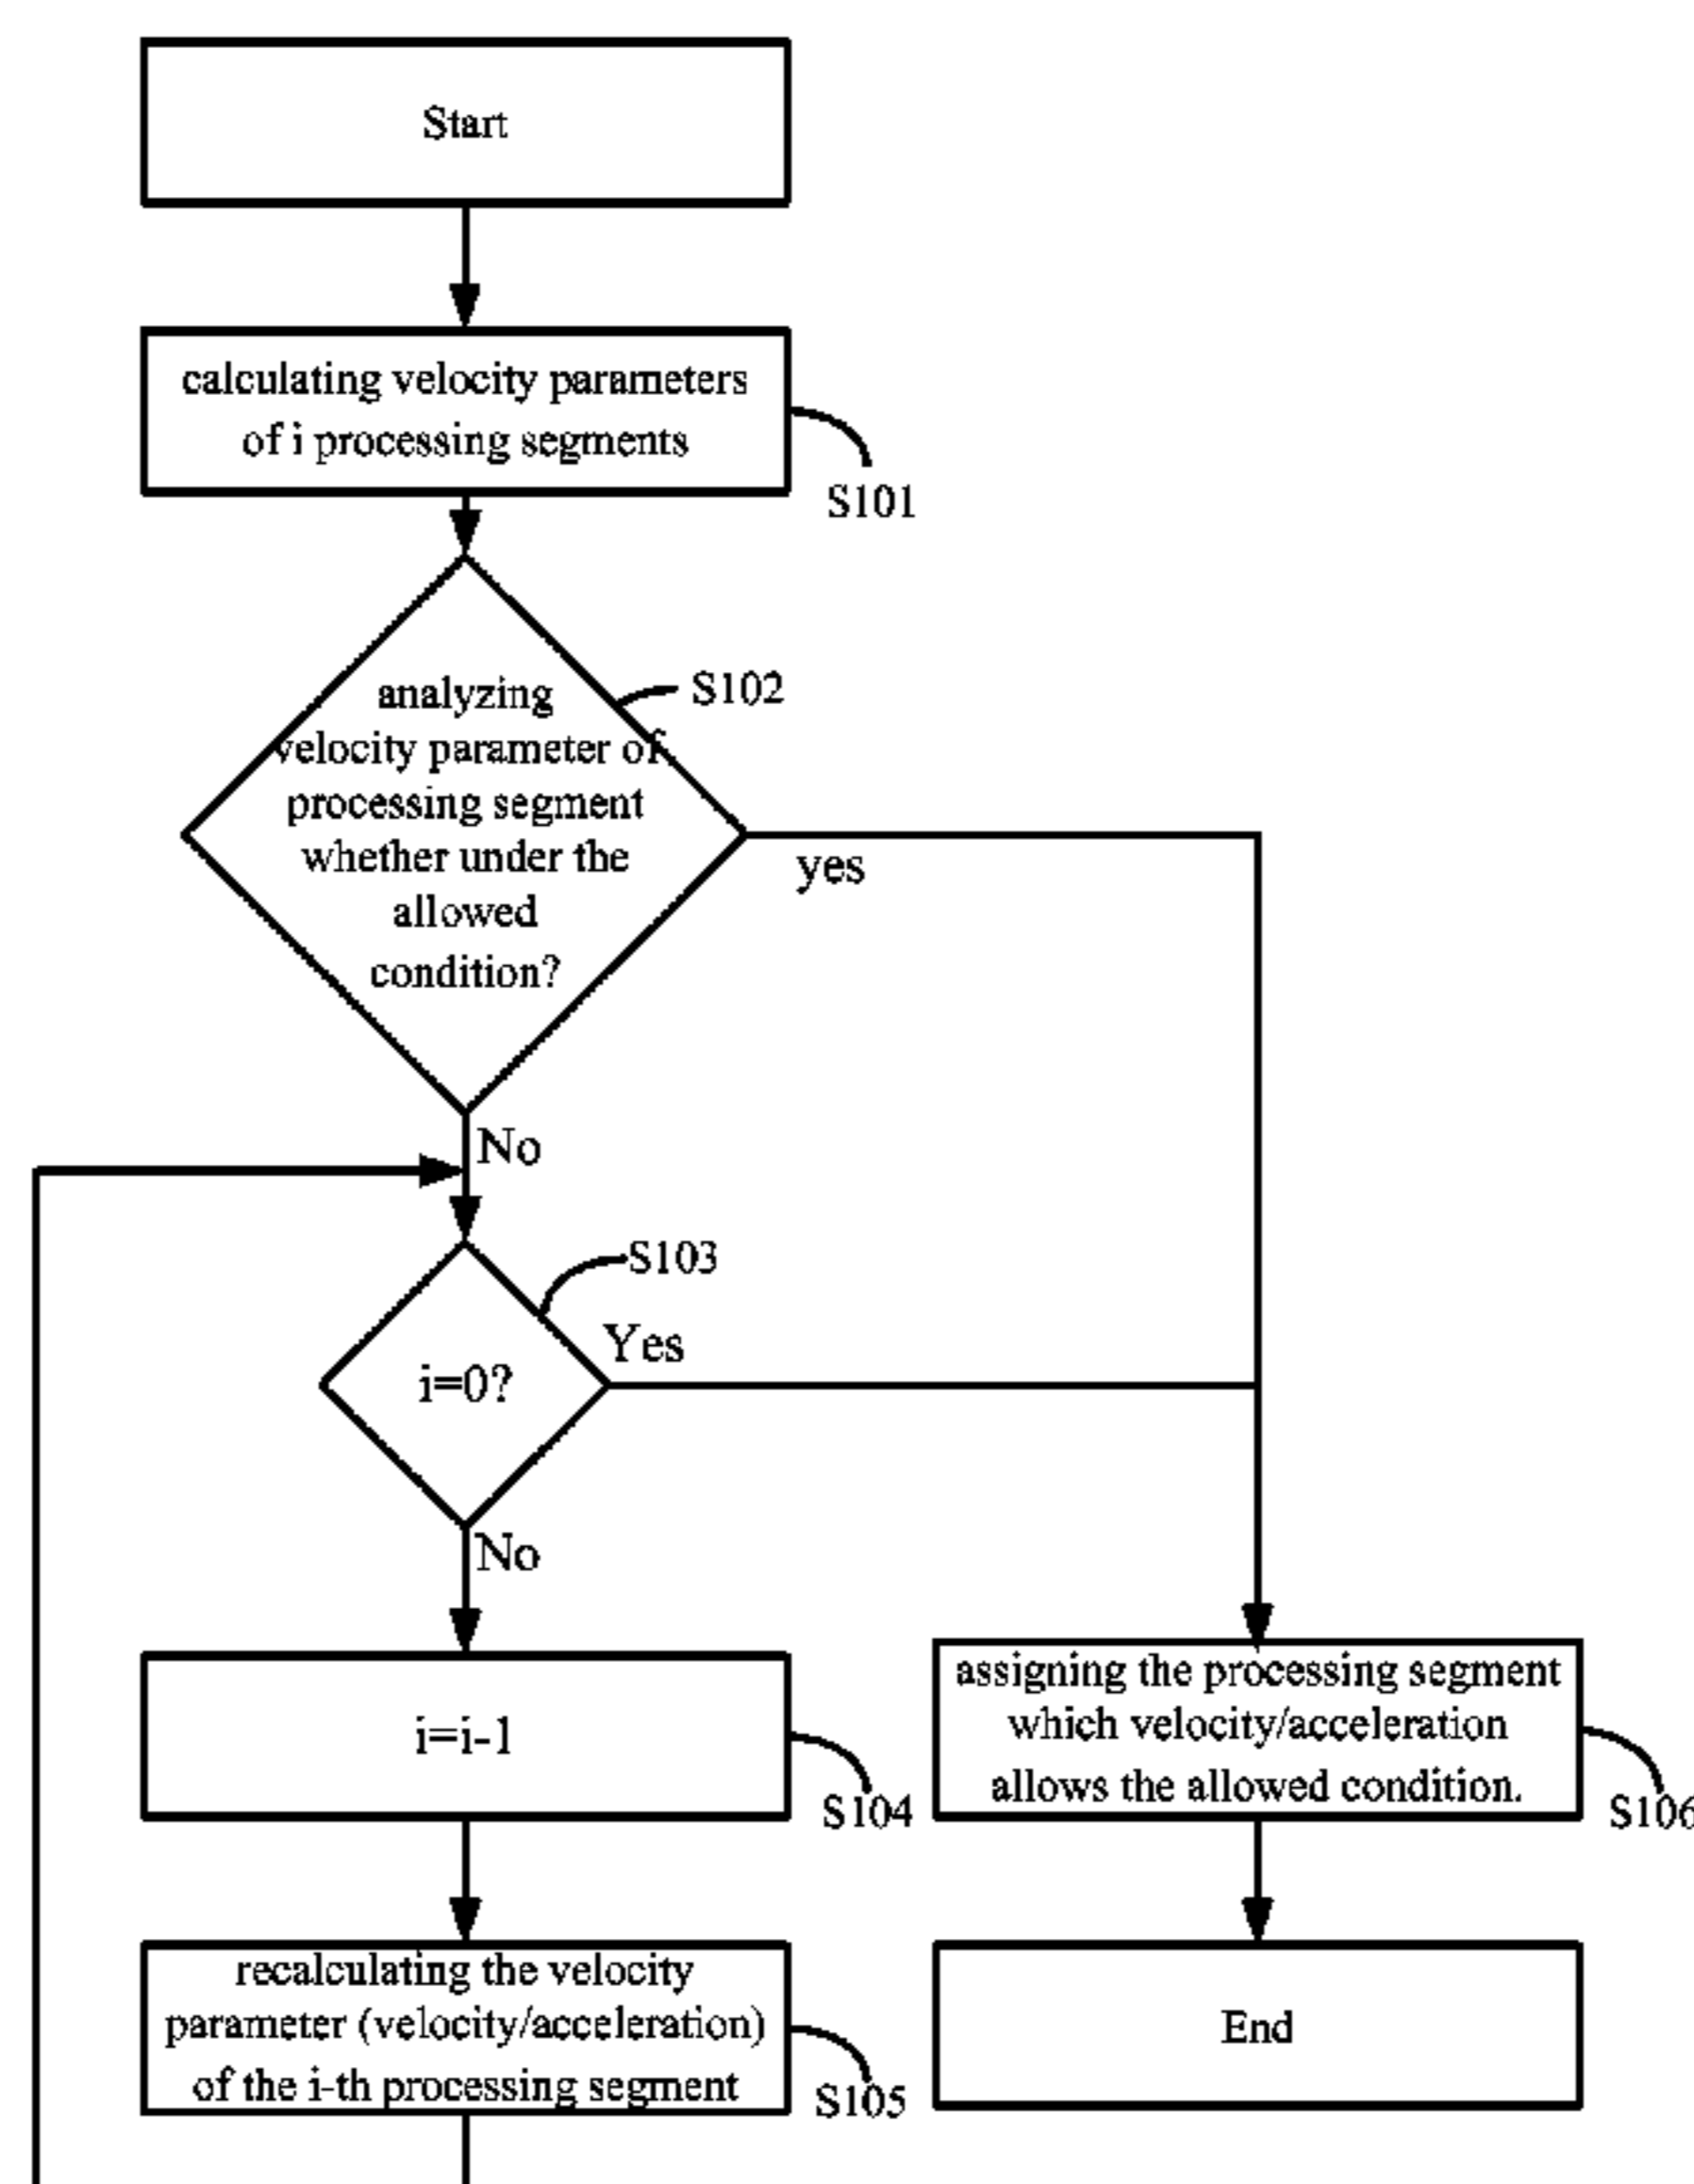 Start
calculating velocity parameters
of i processing segments
S101
analyzing
velocity parameter of
processing segment
whether under the
allowed
condition?
S102
yes
No
S103
i=0?
Yes
No
i=i-1
S104
assigning the processing segment
which velocity/acceleration
allows the allowed condition.
S106
recalculating the velocity
parameter (velocity/acceleration)
of the i-th processing segment
S105
End